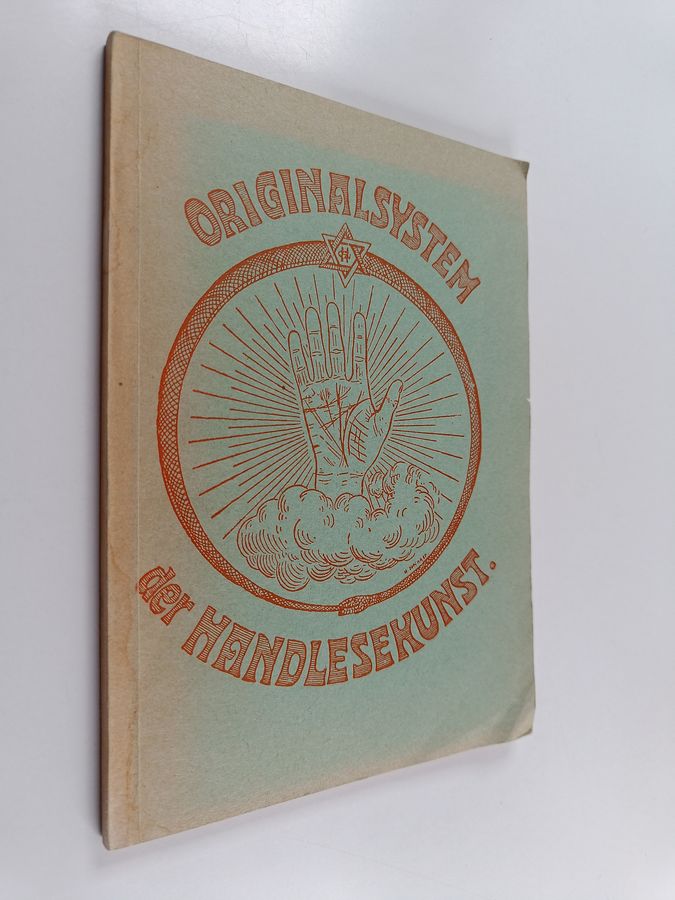 ORIGINALSYSTEM
H
der HANDLESEKUNST.